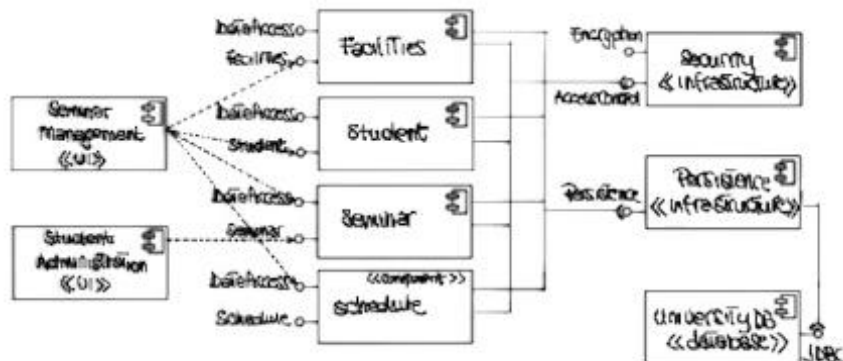 DataAccess
Facilities
Facilities
Encryption
Security
<<infrastructure>>
AccessControl
Seminar
Management
<<UI>>
DataAccess
Student
Student
DataAccess
Seminar
Seminar
Persistence
Persistence
<<infrastructure>>
Student
Administration
<<UI>>
DataAccess
Schedule
<<component>>
Schedule
University DB
<<database>>
JDBC